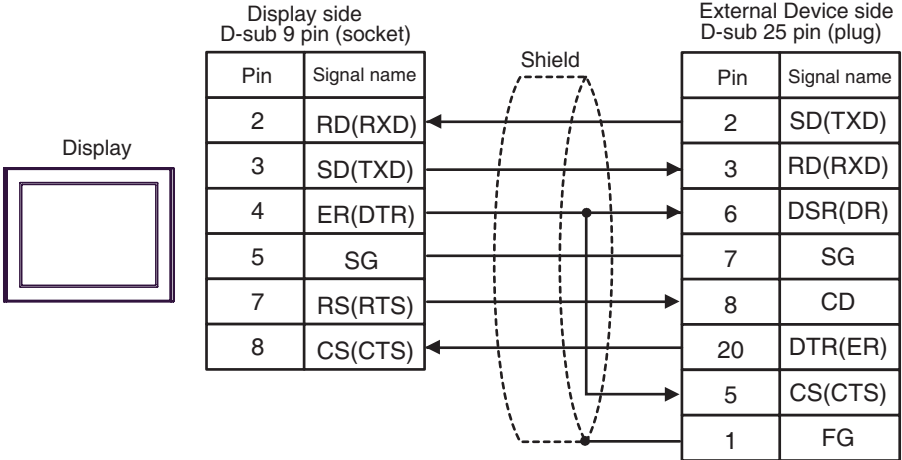 Display side
D-sub 9 pin (socket)
External Device side
D-sub 25 pin (plug)
Shield
Display
Pin Signal name
2 RD(RXD)
3 SD(TXD)
4 ER(DTR)
5 SG
7 RS(RTS)
8 CS(CTS)
Pin Signal name
2 SD(TXD)
3 RD(RXD)
6 DSR(DR)
7 SG
8 CD
20 DTR(ER)
5 CS(CTS)
1 FG